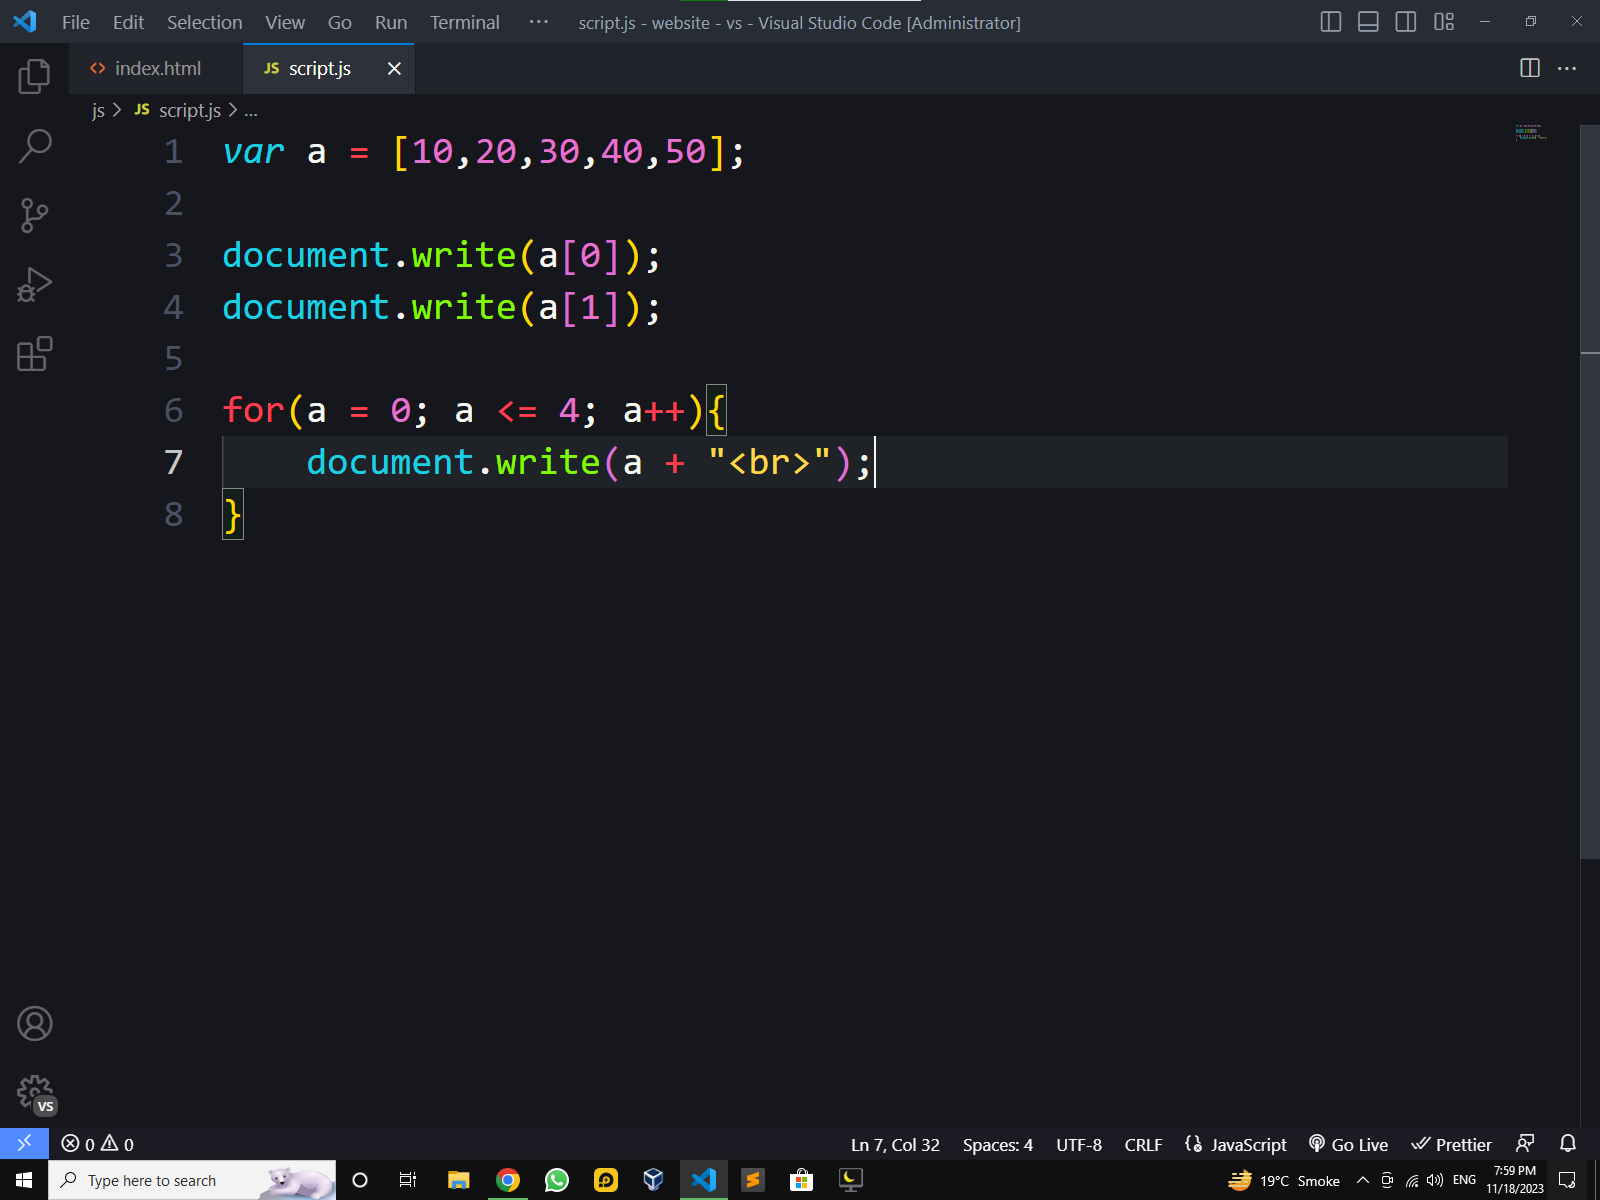 File Edit Selection View Go Run Terminal ··· script.js - website - vs - Visual Studio Code [Administrator]
<> index.html JS script.js
js > JS script.js > ...
1 var a = [10,20,30,40,50];
2
3 document.write(a[0]);
4 document.write(a[1]);
5
6 for(a = 0; a <= 4; a++){
7     document.write(a + "<br>");
8 }
VS
0 0 Ln 7, Col 32 Spaces: 4 UTF-8 CRLF {} JavaScript Go Live Prettier
Type here to search 19°C Smoke ENG 7:59 PM
11/18/2023